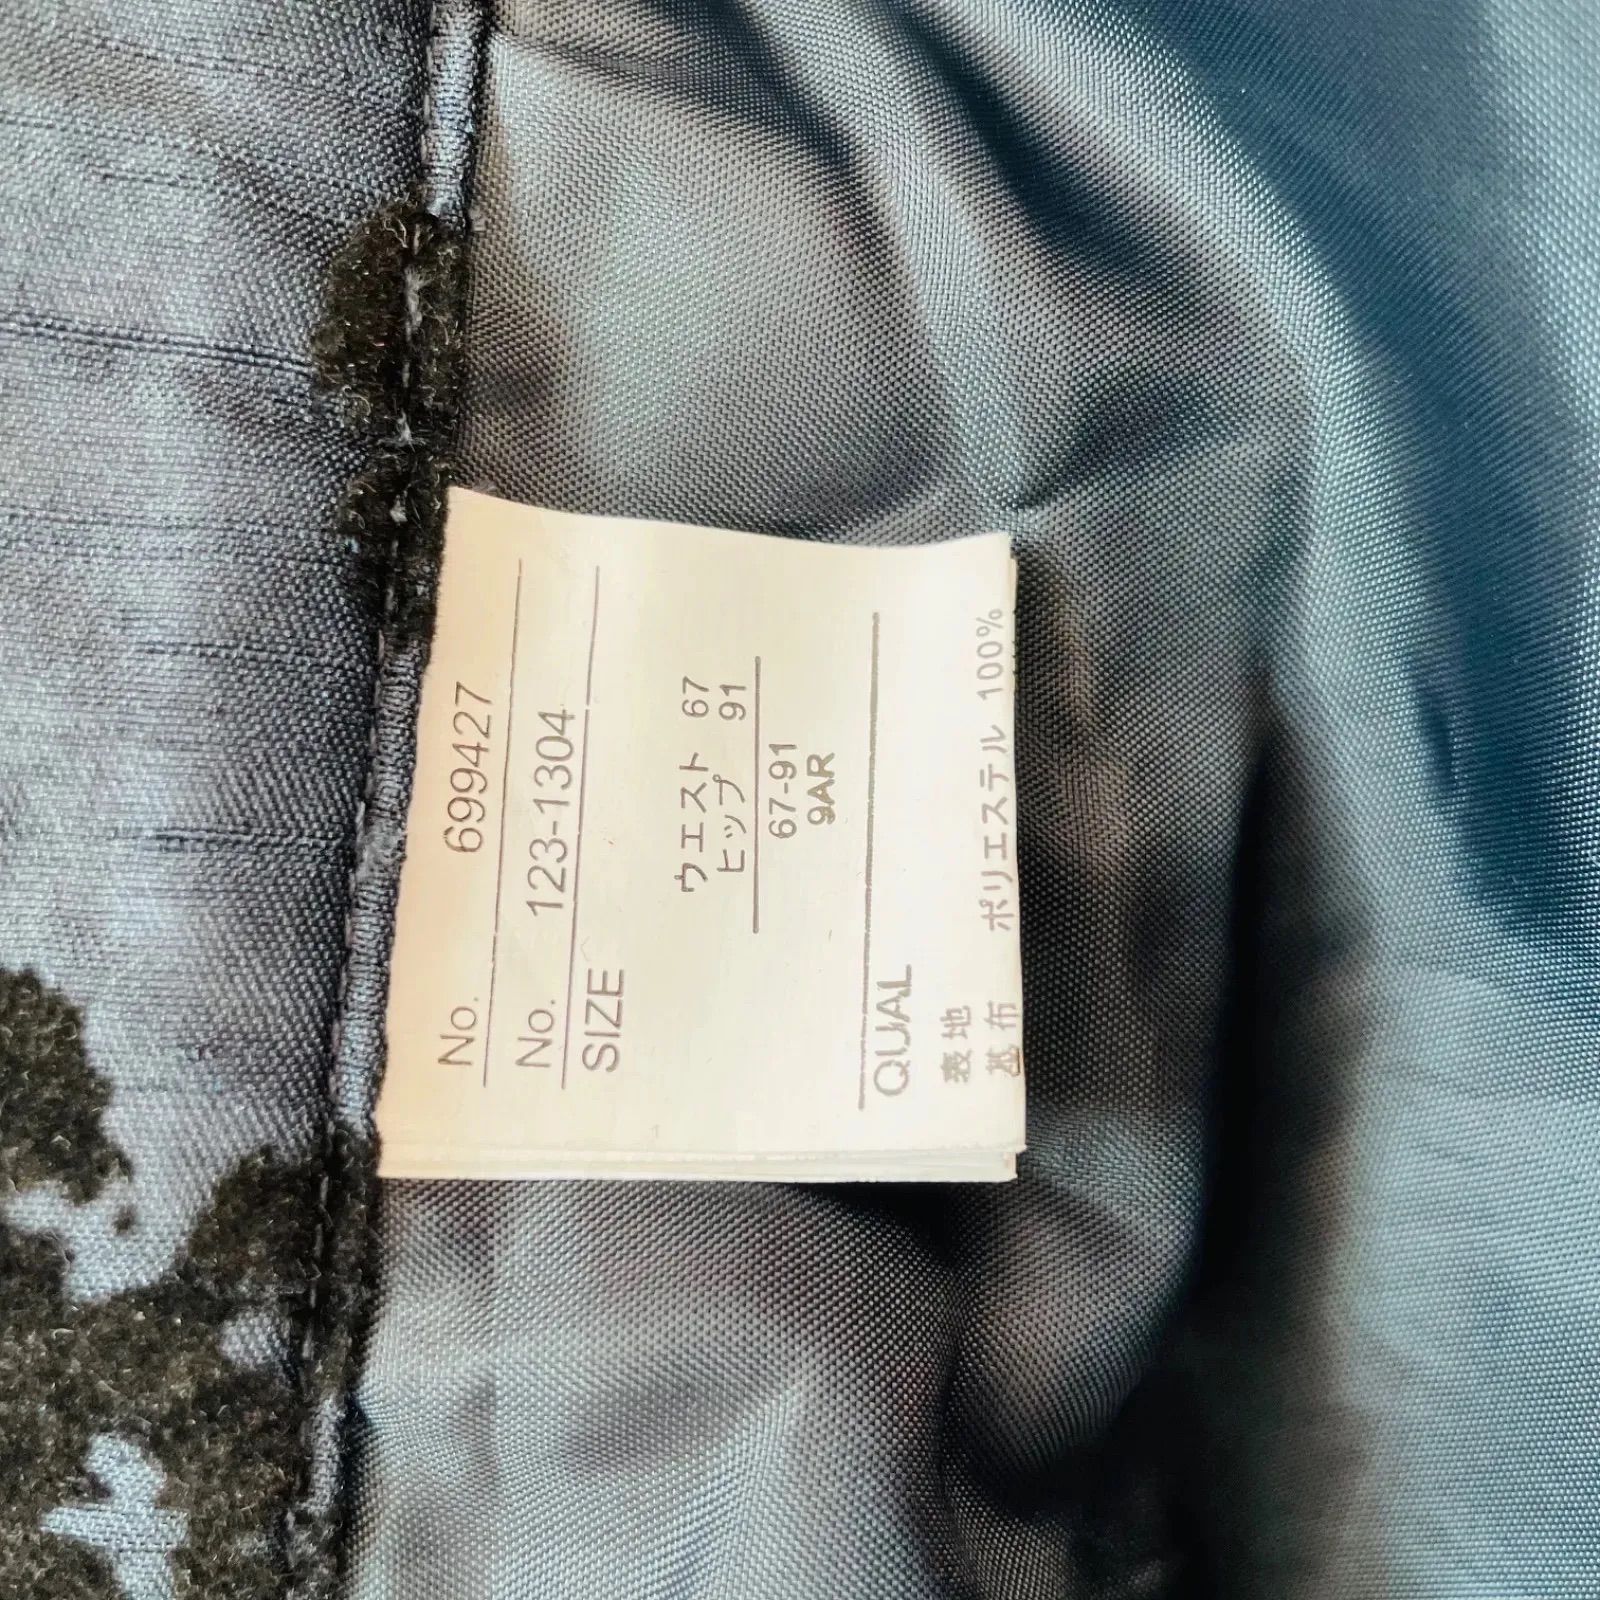 No. 699427
No. 123-1304
SIZE
ウエスト 67
ヒップ 91
67-91
9AR
QUAL
表地
基布 ポリエステル 100%